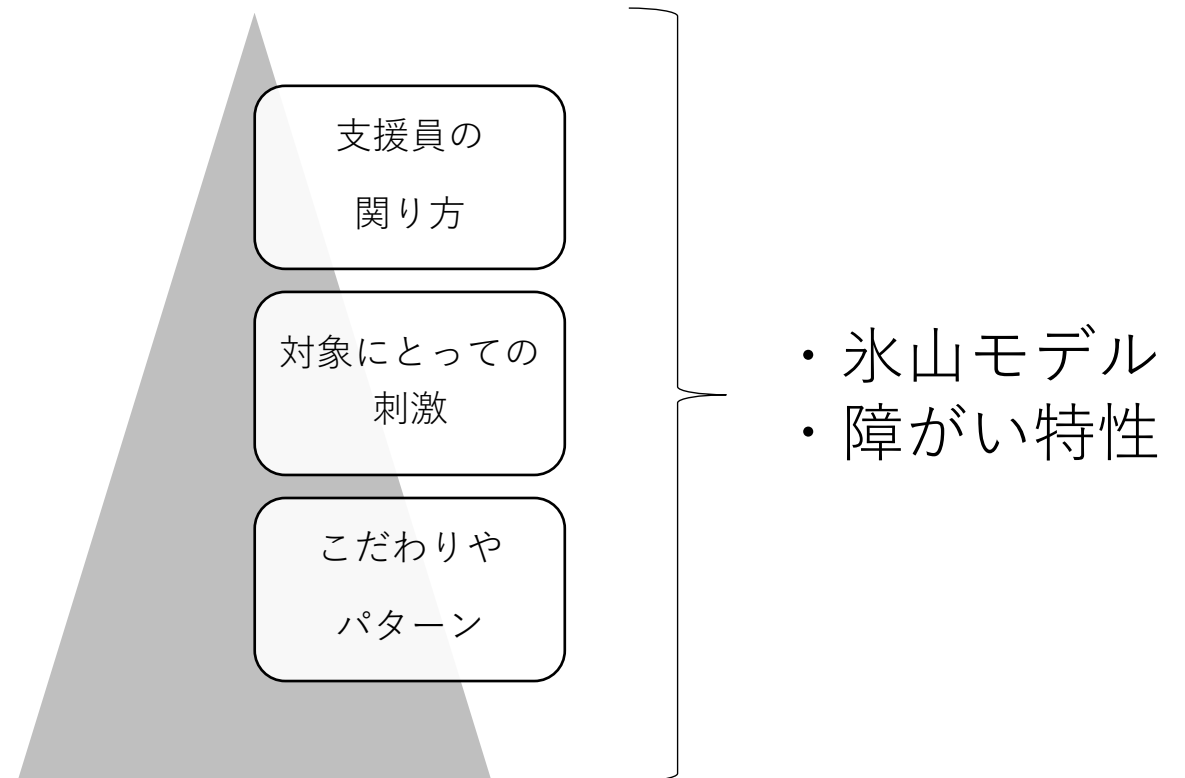 支援員の
関り方
対象にとっての
刺激
こだわりや
パターン
・氷山モデル
・障がい特性